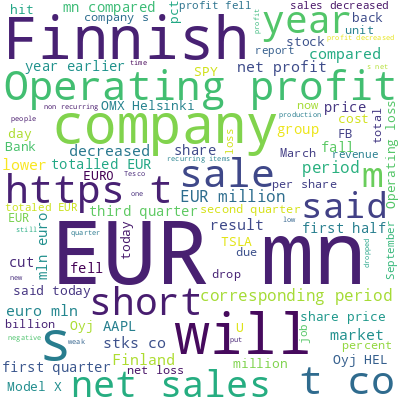 mn compared
profit fell
sales decreased
hit
company s
back
unit
profit
profit decreased
Finnish
pct
year
stock
report
s net
year earlier
SPY
net profit
compared
time
Operating profit
non recurring
OMX Helsinki
now
price
cost
people
day
decreased
share
loss
group
FB
total
production
Bank
company
March
revenue
lower
totalled EUR
fall
Operating loss
recurring items
Tesco
https t
EURO
sale
per share
m
one
period
totaled EUR
mln euro
third quarter
EUR million
second quarter
low
EUR
said
still
result
TSLA
first half
quarter
EUR mn
today
due
September
dropped
cut
fell
drop
new
said today
short
corresponding period
euro mln
job
share price
billion
Oyj
AAPL
will
U
market
negative
s
weak
stks co
put
percent
Finland
million
Oyj HEL
first quarter
net loss
t co
Model X
net sales